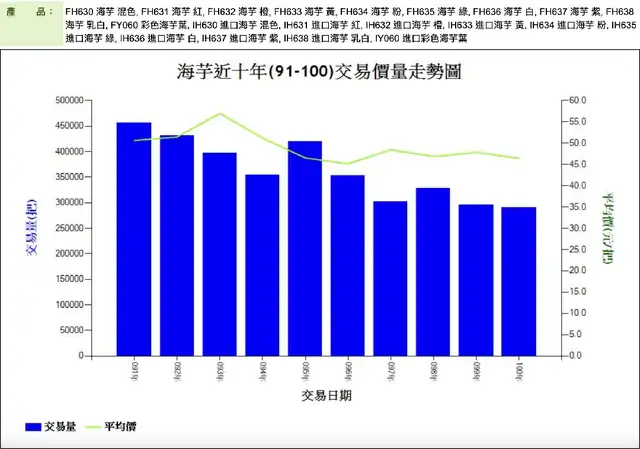 產 品： FH630 海芋 混色, FH631 海芋 紅, FH632 海芋 橙, FH633 海芋 黃, FH634 海芋 粉, FH635 海芋 綠, FH636 海芋 白, FH637 海芋 紫, FH638
海芋 乳白, FY060 彩色海芋葉, IH630 進口海芋 混色, IH631 進口海芋 紅, IH632 進口海芋 橙, IH633 進口海芋 黃, IH634 進口海芋 粉, IH635
進口海芋 綠, IH636 進口海芋 白, IH637 進口海芋 紫, IH638 進口海芋 乳白, IY060 進口彩色海芋葉
海芋近十年(91-100)交易價量走勢圖
交易量(把)
500000
450000
400000
350000
300000
250000
200000
150000
100000
50000
0
60.0
55.0
50.0
45.0
40.0
35.0
30.0
25.0
20.0
15.0
10.0
5.0
0.0
平均價(元/把)
091年 092年 093年 094年 095年 096年 097年 098年 099年 100年
交易日期
交易量 平均價